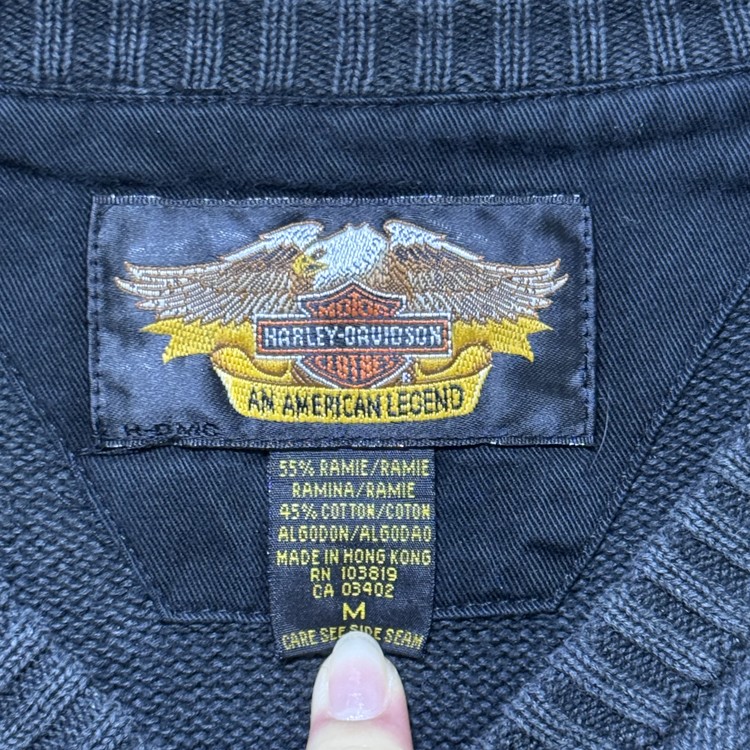 MOTOR
HARLEY-DAVIDSON
CLOTHES
®
AN AMERICAN LEGEND
H-DMC
55% RAMIE/RAMIE
RAMINA/RAMIE
45% COTTON/COTON
ALGODON/ALGODAO
MADE IN HONG KONG
RN 103819
CA 03402
M
CARE SEE SIDE SEAM